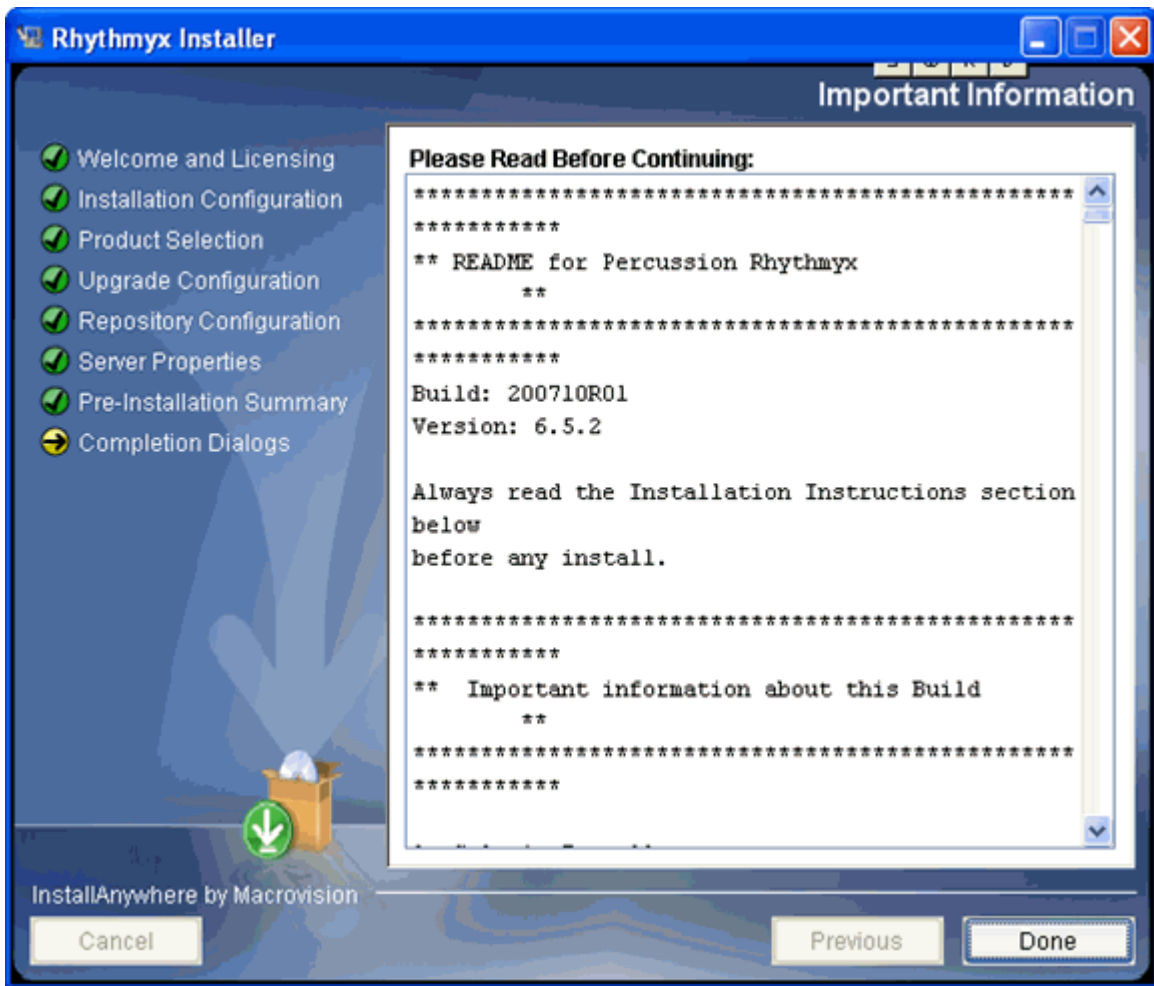 Rhythmyx Installer
Important Information
Welcome and Licensing
Installation Configuration
Product Selection
Upgrade Configuration
Repository Configuration
Server Properties
Pre-Installation Summary
Completion Dialogs
Please Read Before Continuing:
*************************************************
***********
** README for Percussion Rhythmyx
**
*************************************************
***********
Build: 200710R01
Version: 6.5.2
Always read the Installation Instructions section
below
before any install.
*************************************************
***********
** Important information about this Build
**
*************************************************
***********
InstallAnywhere by Macrovision
Cancel
Previous
Done